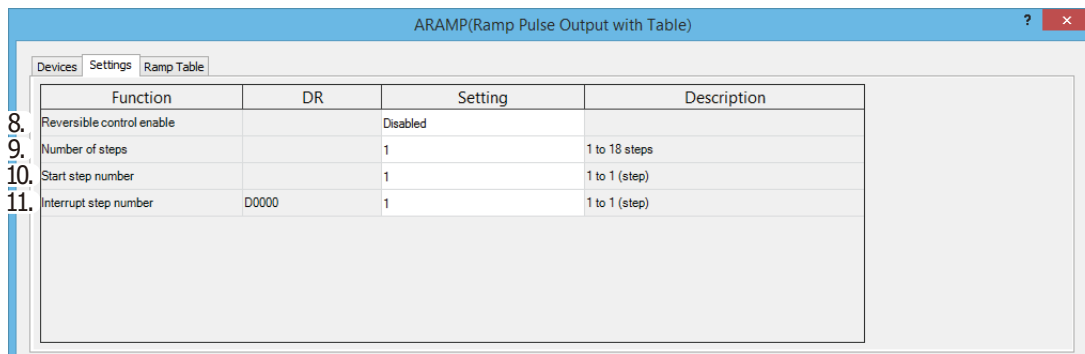 ARAMP(Ramp Pulse Output with Table)
? ×
Devices Settings Ramp Table
Function DR Setting Description
8. Reversible control enable Disabled
9. Number of steps 1 1 to 18 steps
10. Start step number 1 1 to 1 (step)
11. Interrupt step number D0000 1 1 to 1 (step)